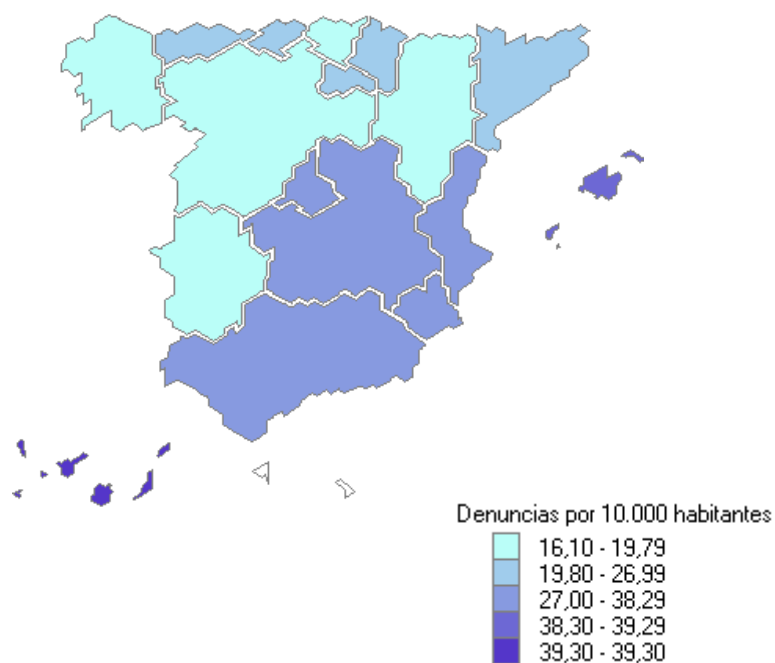 Denuncias por 10.000 habitantes
16,10 - 19,79
19,80 - 26,99
27,00 - 38,29
38,30 - 39,29
39,30 - 39,30